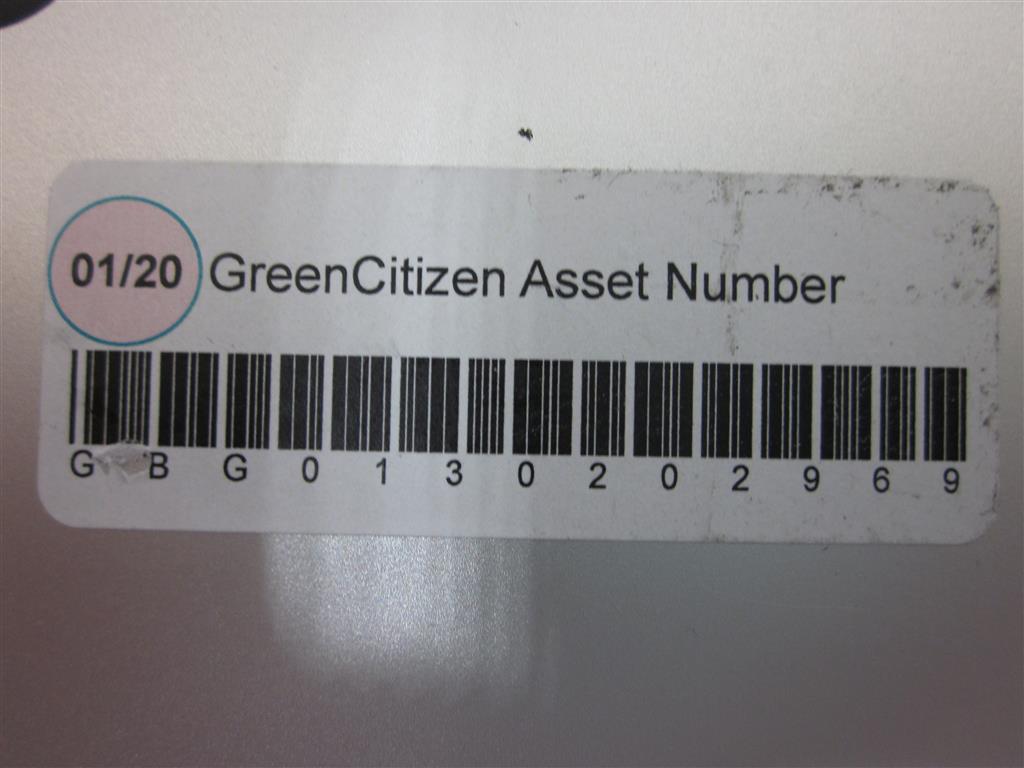 01/20 GreenCitizen Asset Number
G B G 0 1 3 0 2 0 2 9 6 9